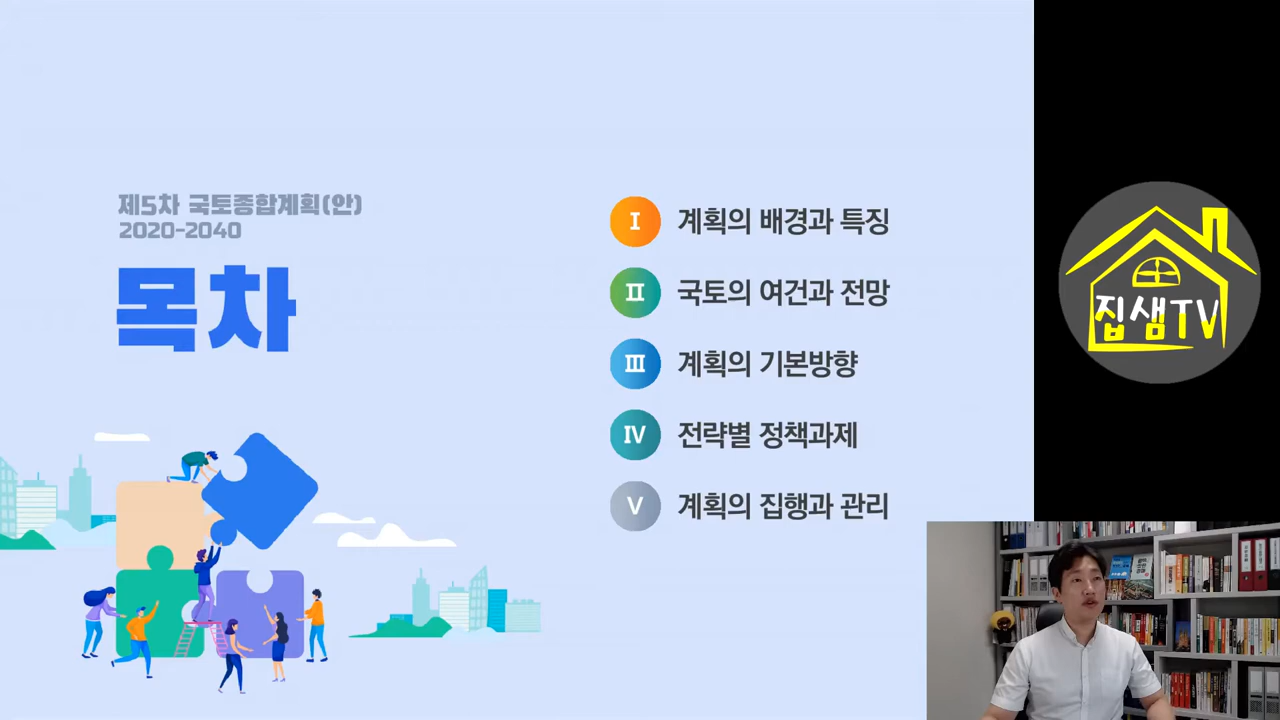 제5차 국토종합계획(안)
2020-2040
목차
I 계획의 배경과 특징
II 국토의 여건과 전망
III 계획의 기본방향
IV 전략별 정책과제
V 계획의 집행과 관리
집샘TV